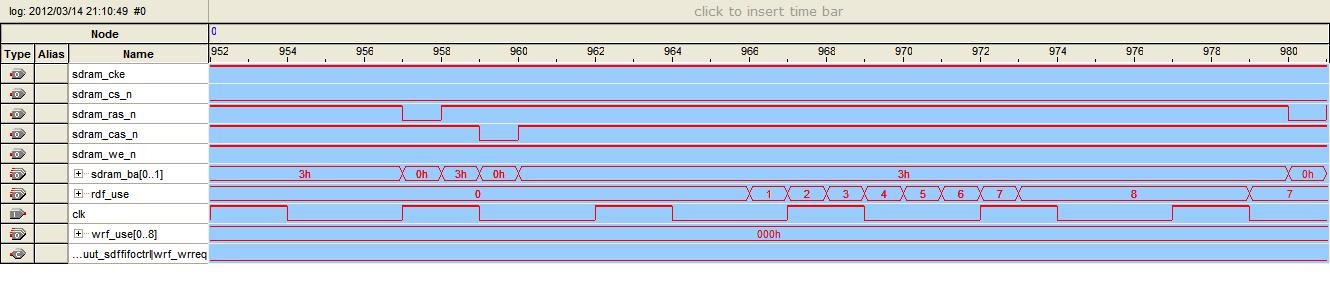 log: 2012/03/14 21:10:49 #0
click to insert time bar
Node
0
Type Alias Name
952 954 956 958 960 962 964 966 968 970 972 974 976 978 980
sdram_cke
sdram_cs_n
sdram_ras_n
sdram_cas_n
sdram_we_n
sdram_ba[0..1] 3h 0h 3h 0h 3h 0h
rdf_use 0 1 2 3 4 5 6 7 8 7
clk
wrf_use[0..8] 000h
...uut_sdffifoctrl|wrf_wrreq